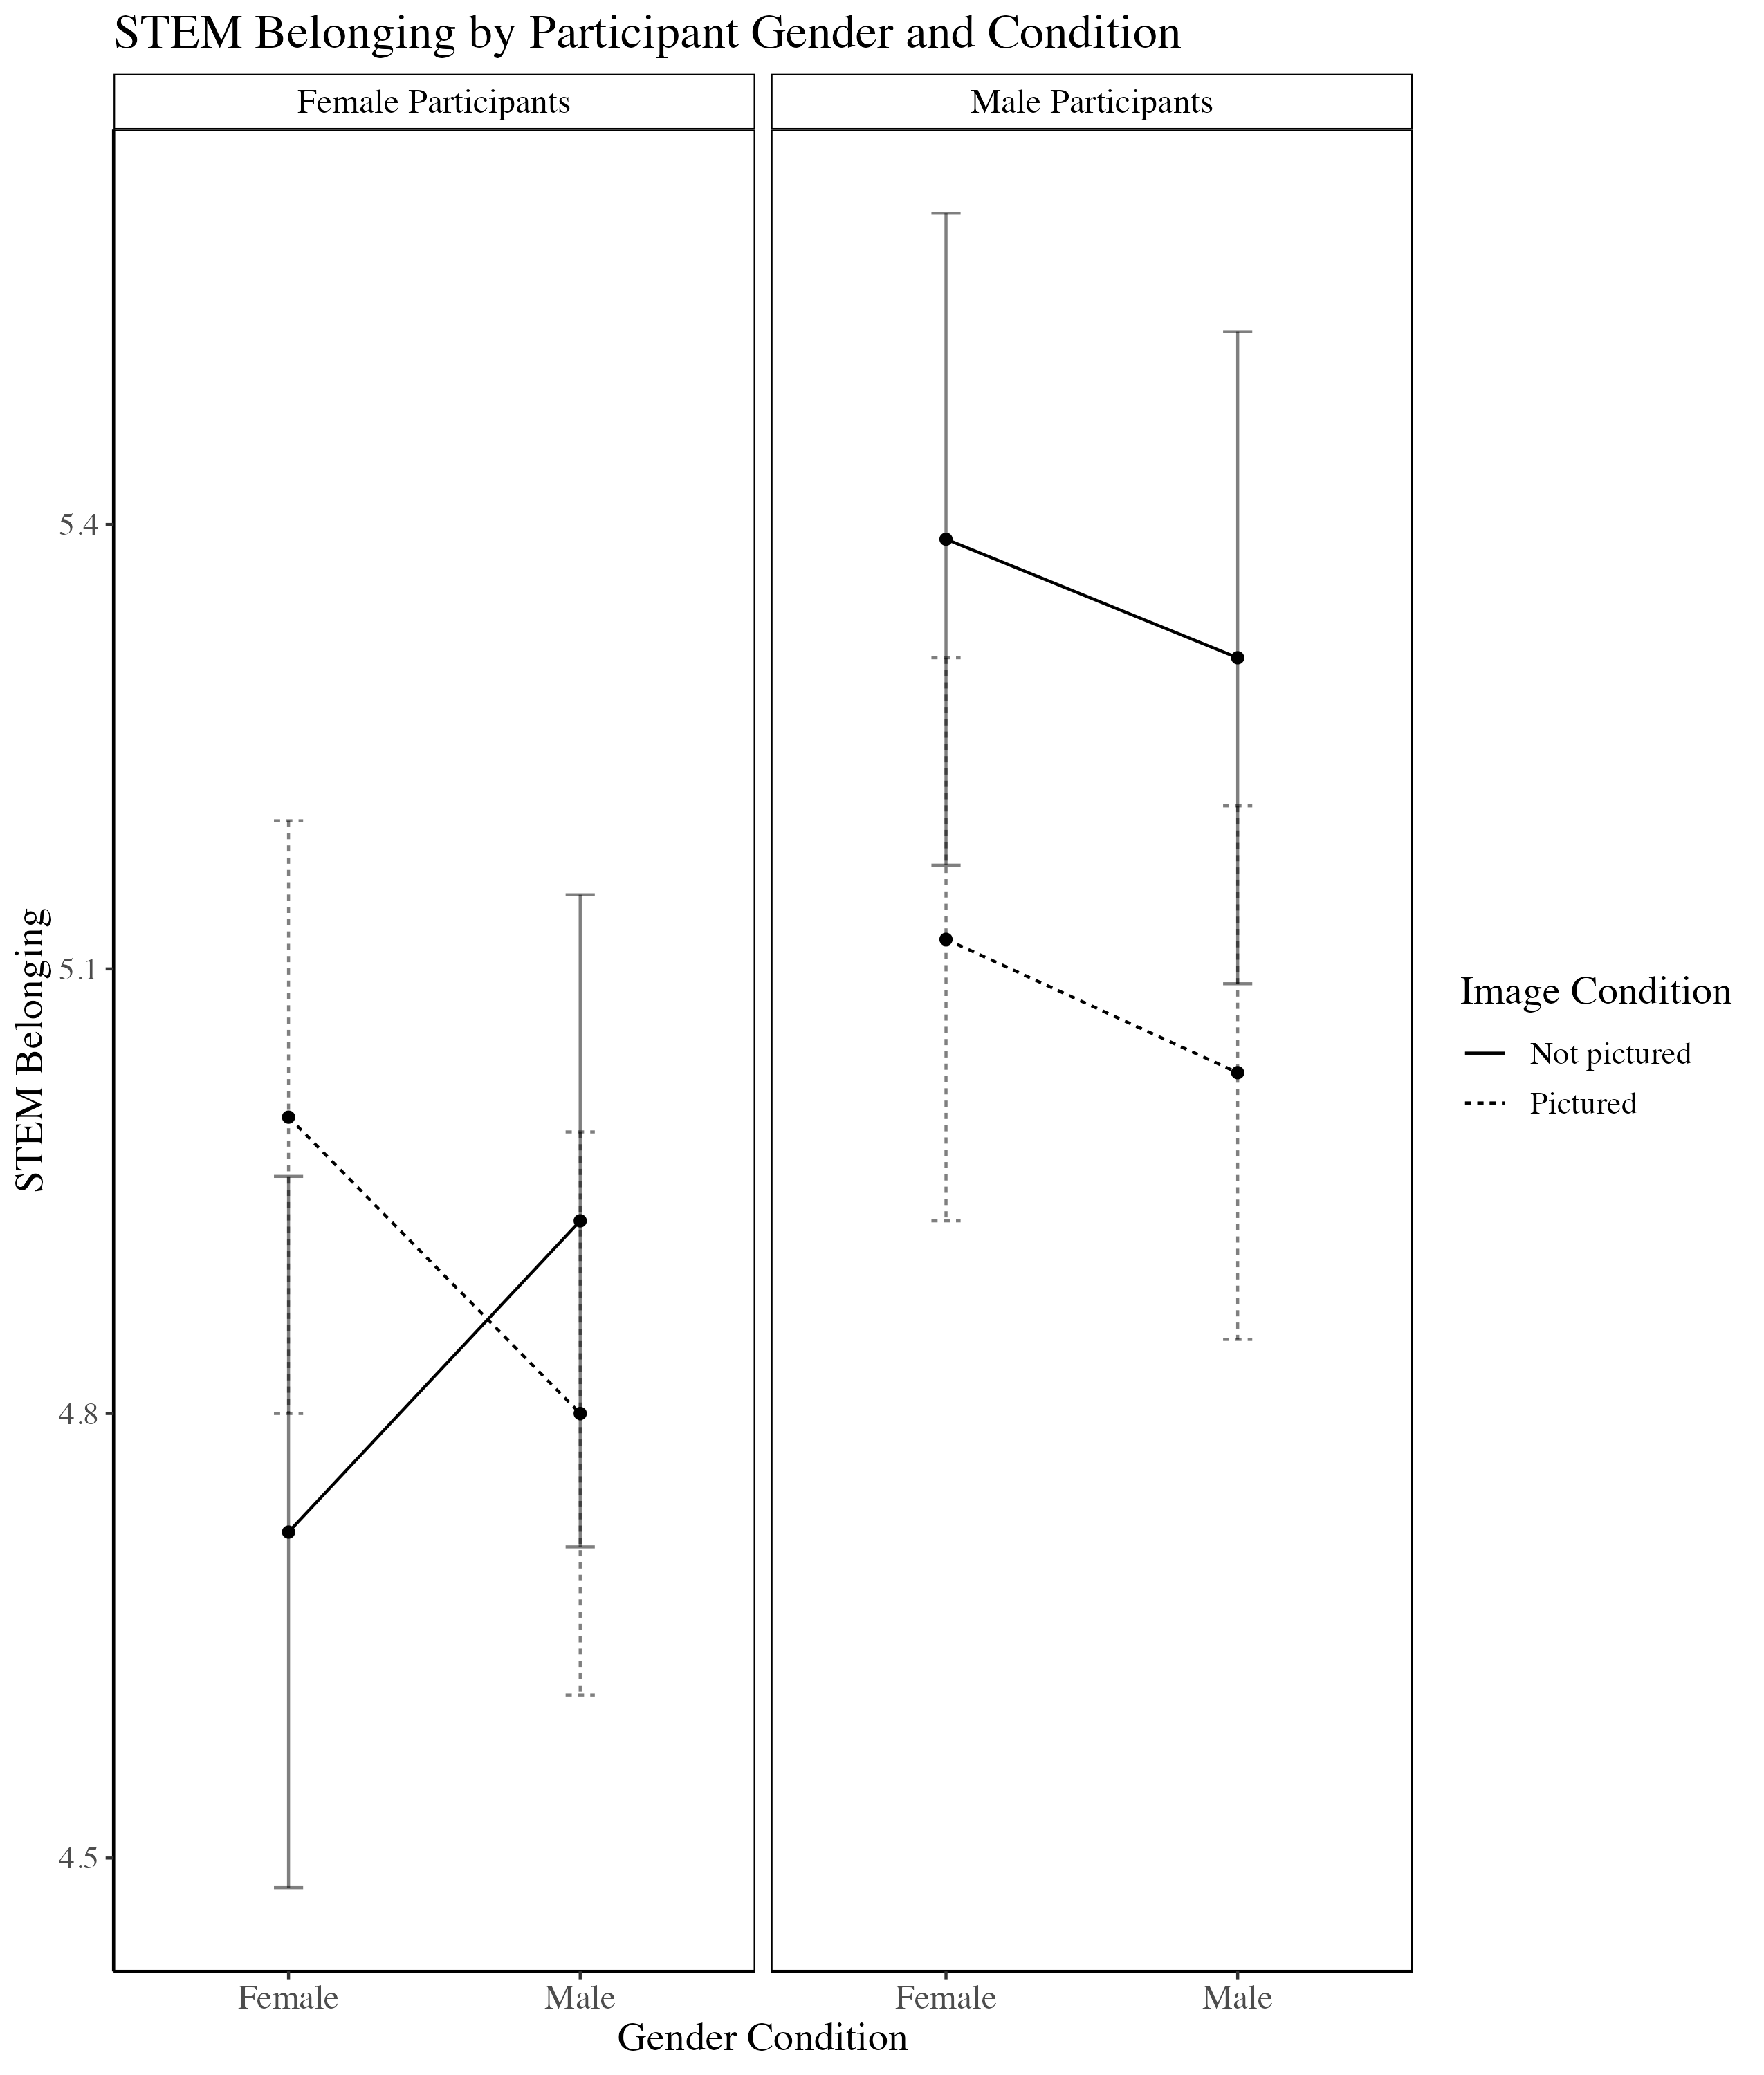 STEM Belonging by Participant Gender and Condition
Female Participants
Male Participants
STEM Belonging
5.4
5.1
4.8
4.5
Female
Male
Female
Male
Gender Condition
Image Condition
Not pictured
Pictured